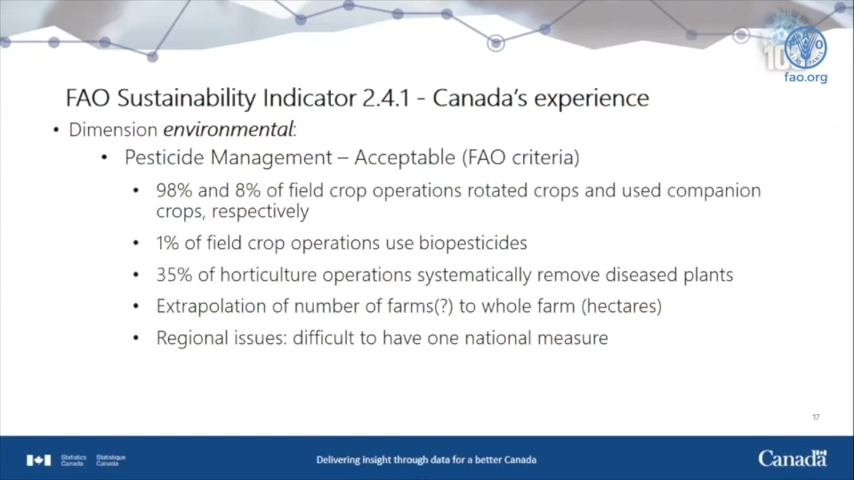 FAO
fao.org
FAO Sustainability Indicator 2.4.1 - Canada's experience
• Dimension environmental:
• Pesticide Management – Acceptable (FAO criteria)
• 98% and 8% of field crop operations rotated crops and used companion
crops, respectively
• 1% of field crop operations use biopesticides
• 35% of horticulture operations systematically remove diseased plants
• Extrapolation of number of farms(?) to whole farm (hectares)
• Regional issues: difficult to have one national measure
17
Statistics Statistique
Canada Canada
Delivering insight through data for a better Canada
Canada